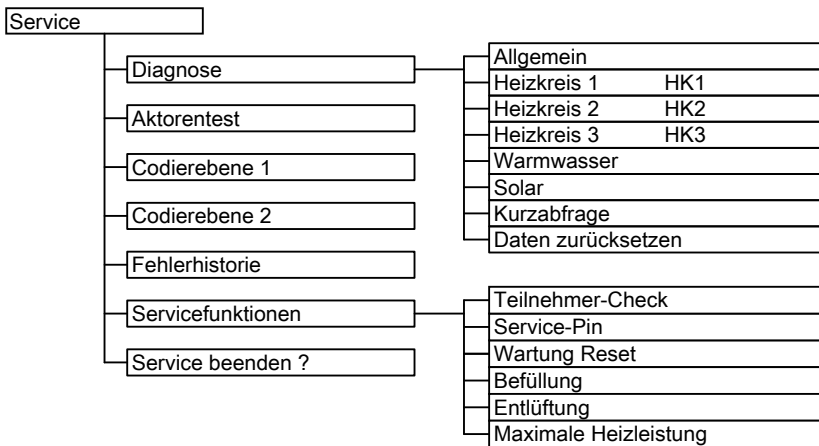 Service
Diagnose
Aktorentest
Codierebene 1
Codierebene 2
Fehlerhistorie
Servicefunktionen
Service beenden ?
Allgemein
Heizkreis 1 HK1
Heizkreis 2 HK2
Heizkreis 3 HK3
Warmwasser
Solar
Kurzabfrage
Daten zurücksetzen
Teilnehmer-Check
Service-Pin
Wartung Reset
Befüllung
Entlüftung
Maximale Heizleistung